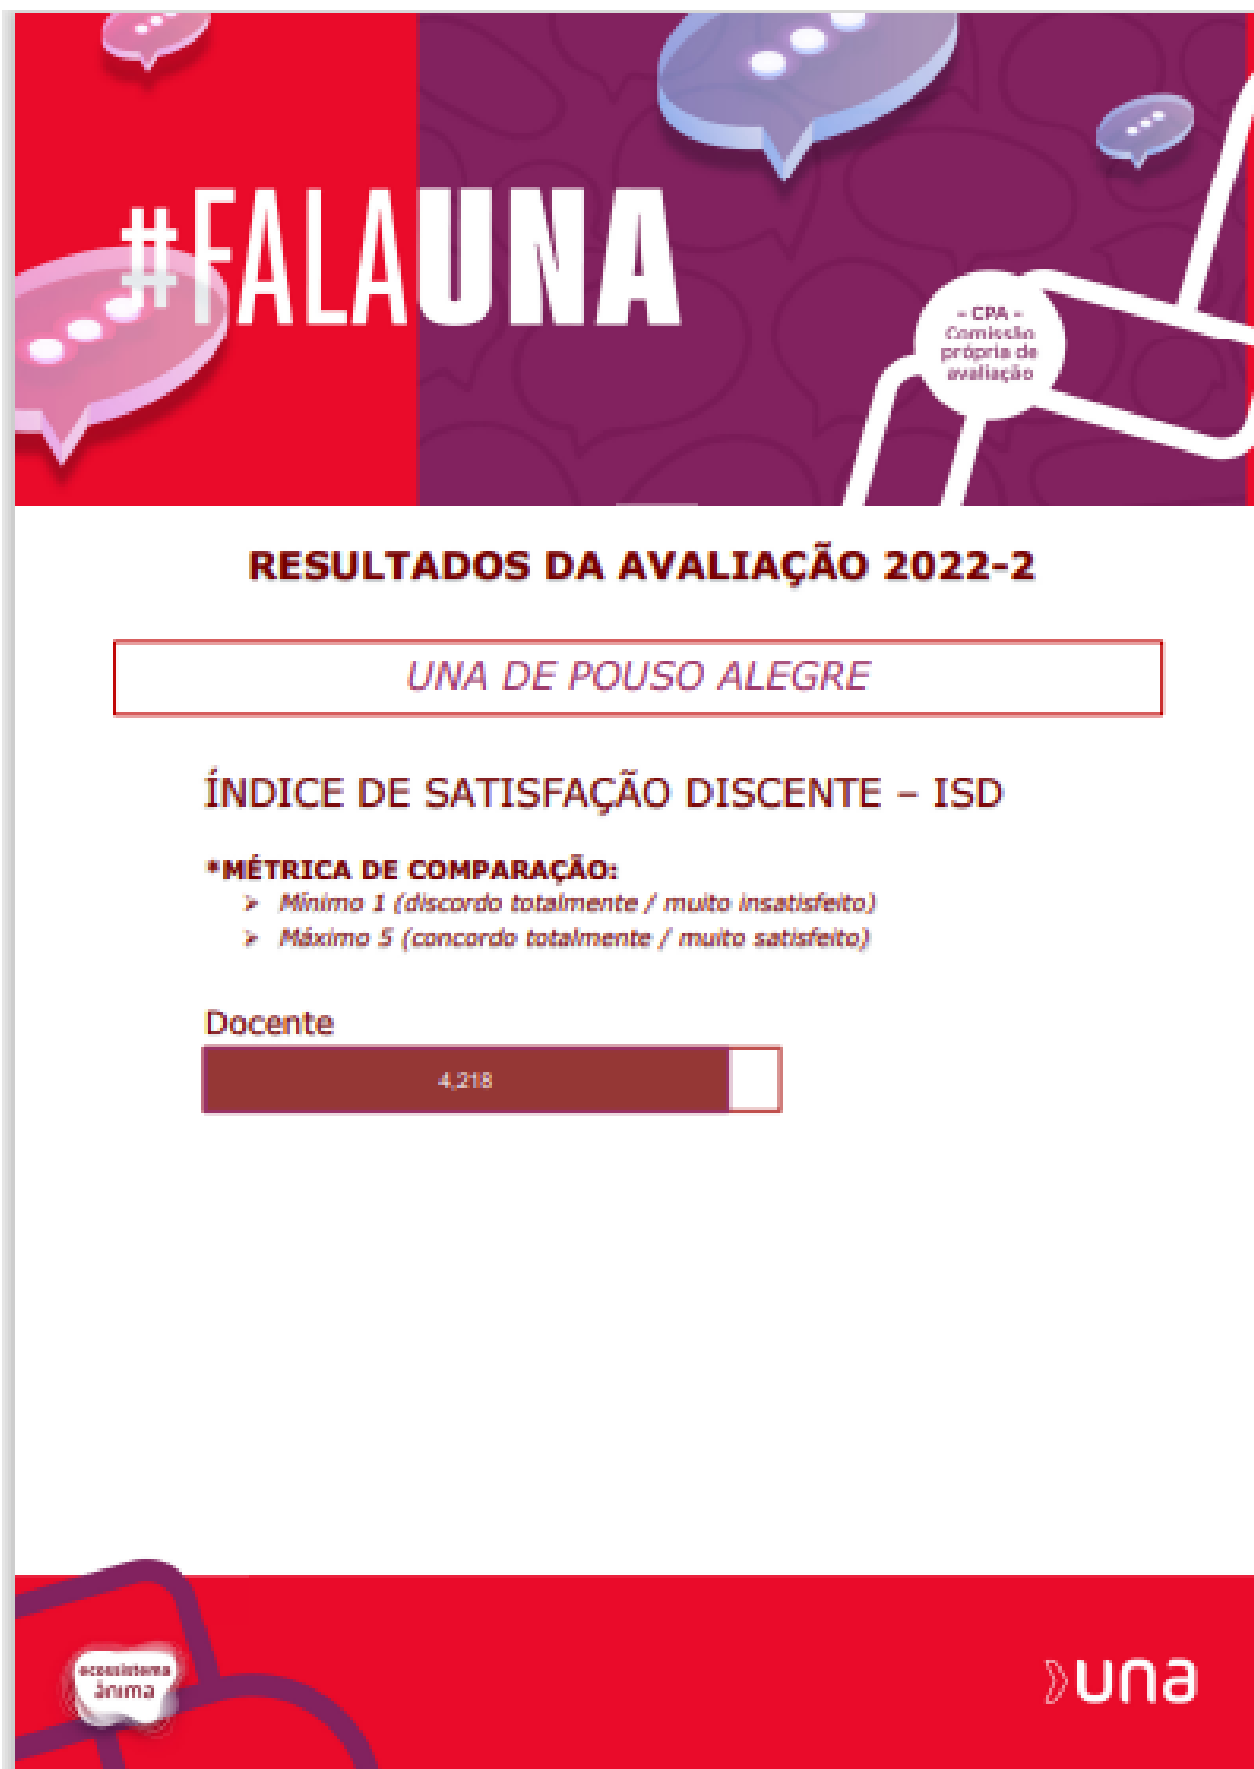 #FALAUNA
- CPA -
Comissão
própria de
avaliação
RESULTADOS DA AVALIAÇÃO 2022-2
UNA DE POUSO ALEGRE
ÍNDICE DE SATISFAÇÃO DISCENTE – ISD
*MÉTRICA DE COMPARAÇÃO:
➢ Mínimo 1 (discordo totalmente / muito insatisfeito)
➢ Máximo 5 (concordo totalmente / muito satisfeito)
Docente
4,218
ecossistema
ânima
una